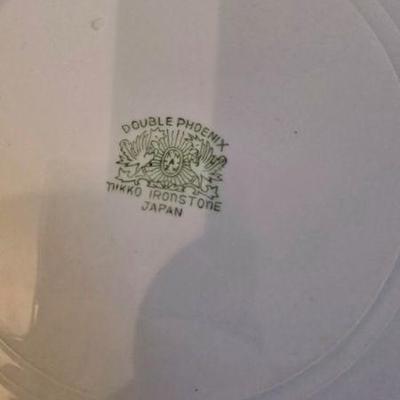 DOUBLE PHOENIX
NIKKO IRONSTONE
JAPAN